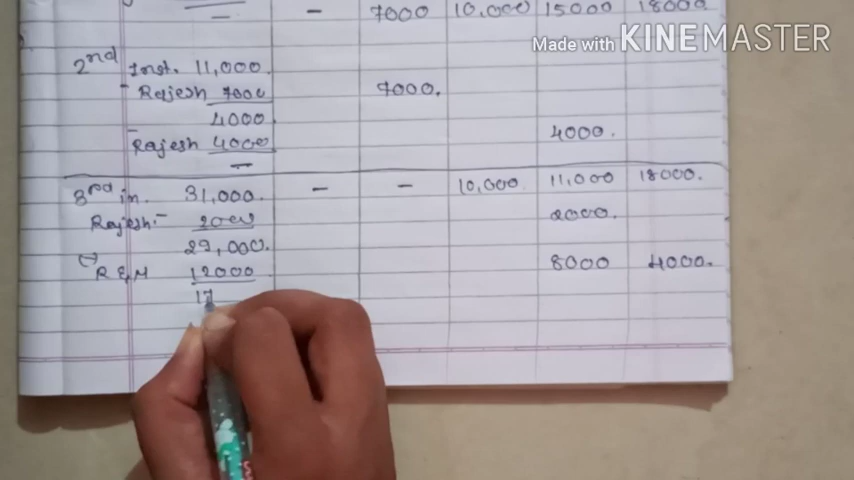 — - 7000 10,000 15000 18000
Made with KINEMASTER
2nd Inst. 11,000.
- Rajesh 7000 7000.
4000
- Rajesh 4000 4000.
—
3rd in. 31,000. - - 10,000 11,000 18000.
Rajesh - 2000 2000.
29,000.
(-) R & M 12000 8000 4000.
17